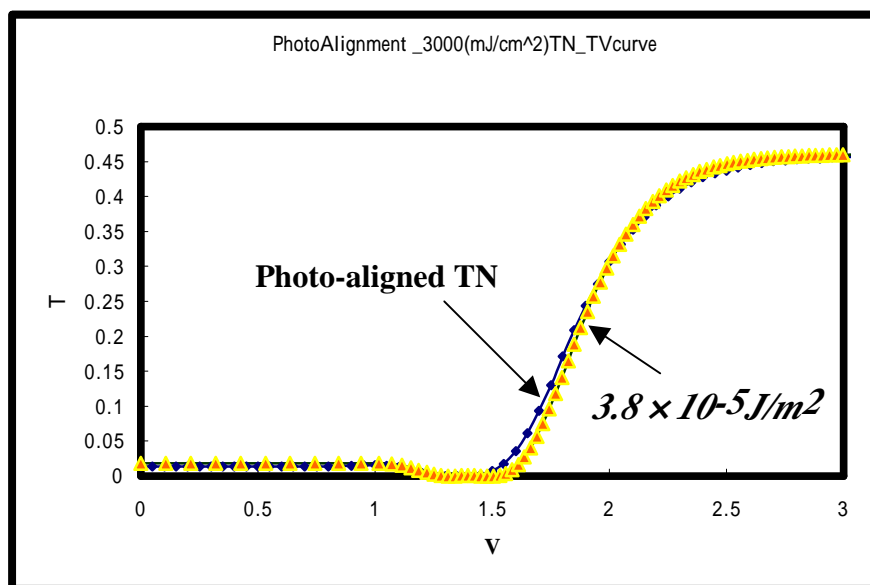 PhotoAlignment _3000(mJ/cm^2)TN_TVcurve
0.5
0.45
0.4
0.35
0.3
0.25
0.2
0.15
0.1
0.05
0
T
Photo-aligned TN
3.8 × 10-5J/m2
0 0.5 1 1.5 2 2.5 3
V